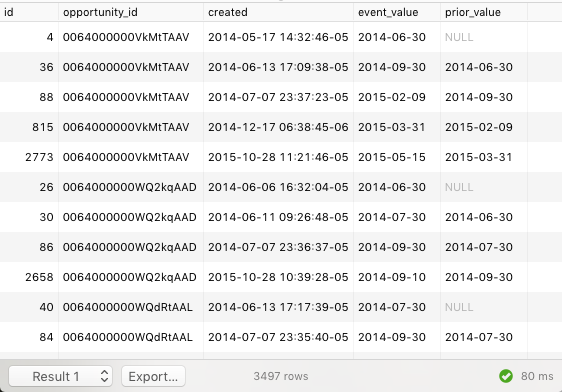 id opportunity_id created event_value prior_value
4 0064000000VkMtTAAV 2014-05-17 14:32:46-05 2014-06-30 NULL
36 0064000000VkMtTAAV 2014-06-13 17:09:38-05 2014-09-30 2014-06-30
88 0064000000VkMtTAAV 2014-07-07 23:37:23-05 2015-02-09 2014-09-30
815 0064000000VkMtTAAV 2014-12-17 06:38:45-06 2015-03-31 2015-02-09
2773 0064000000VkMtTAAV 2015-10-28 11:21:46-05 2015-05-15 2015-03-31
26 0064000000WQ2kqAAD 2014-06-06 16:32:04-05 2014-06-30 NULL
30 0064000000WQ2kqAAD 2014-06-11 09:26:48-05 2014-07-30 2014-06-30
86 0064000000WQ2kqAAD 2014-07-07 23:36:37-05 2014-09-30 2014-07-30
2658 0064000000WQ2kqAAD 2015-10-28 10:39:28-05 2014-09-10 2014-09-30
40 0064000000WQdRtAAL 2014-06-13 17:17:39-05 2014-07-30 NULL
84 0064000000WQdRtAAL 2014-07-07 23:35:40-05 2014-09-30 2014-07-30
Result 1 Export... 3497 rows 80 ms